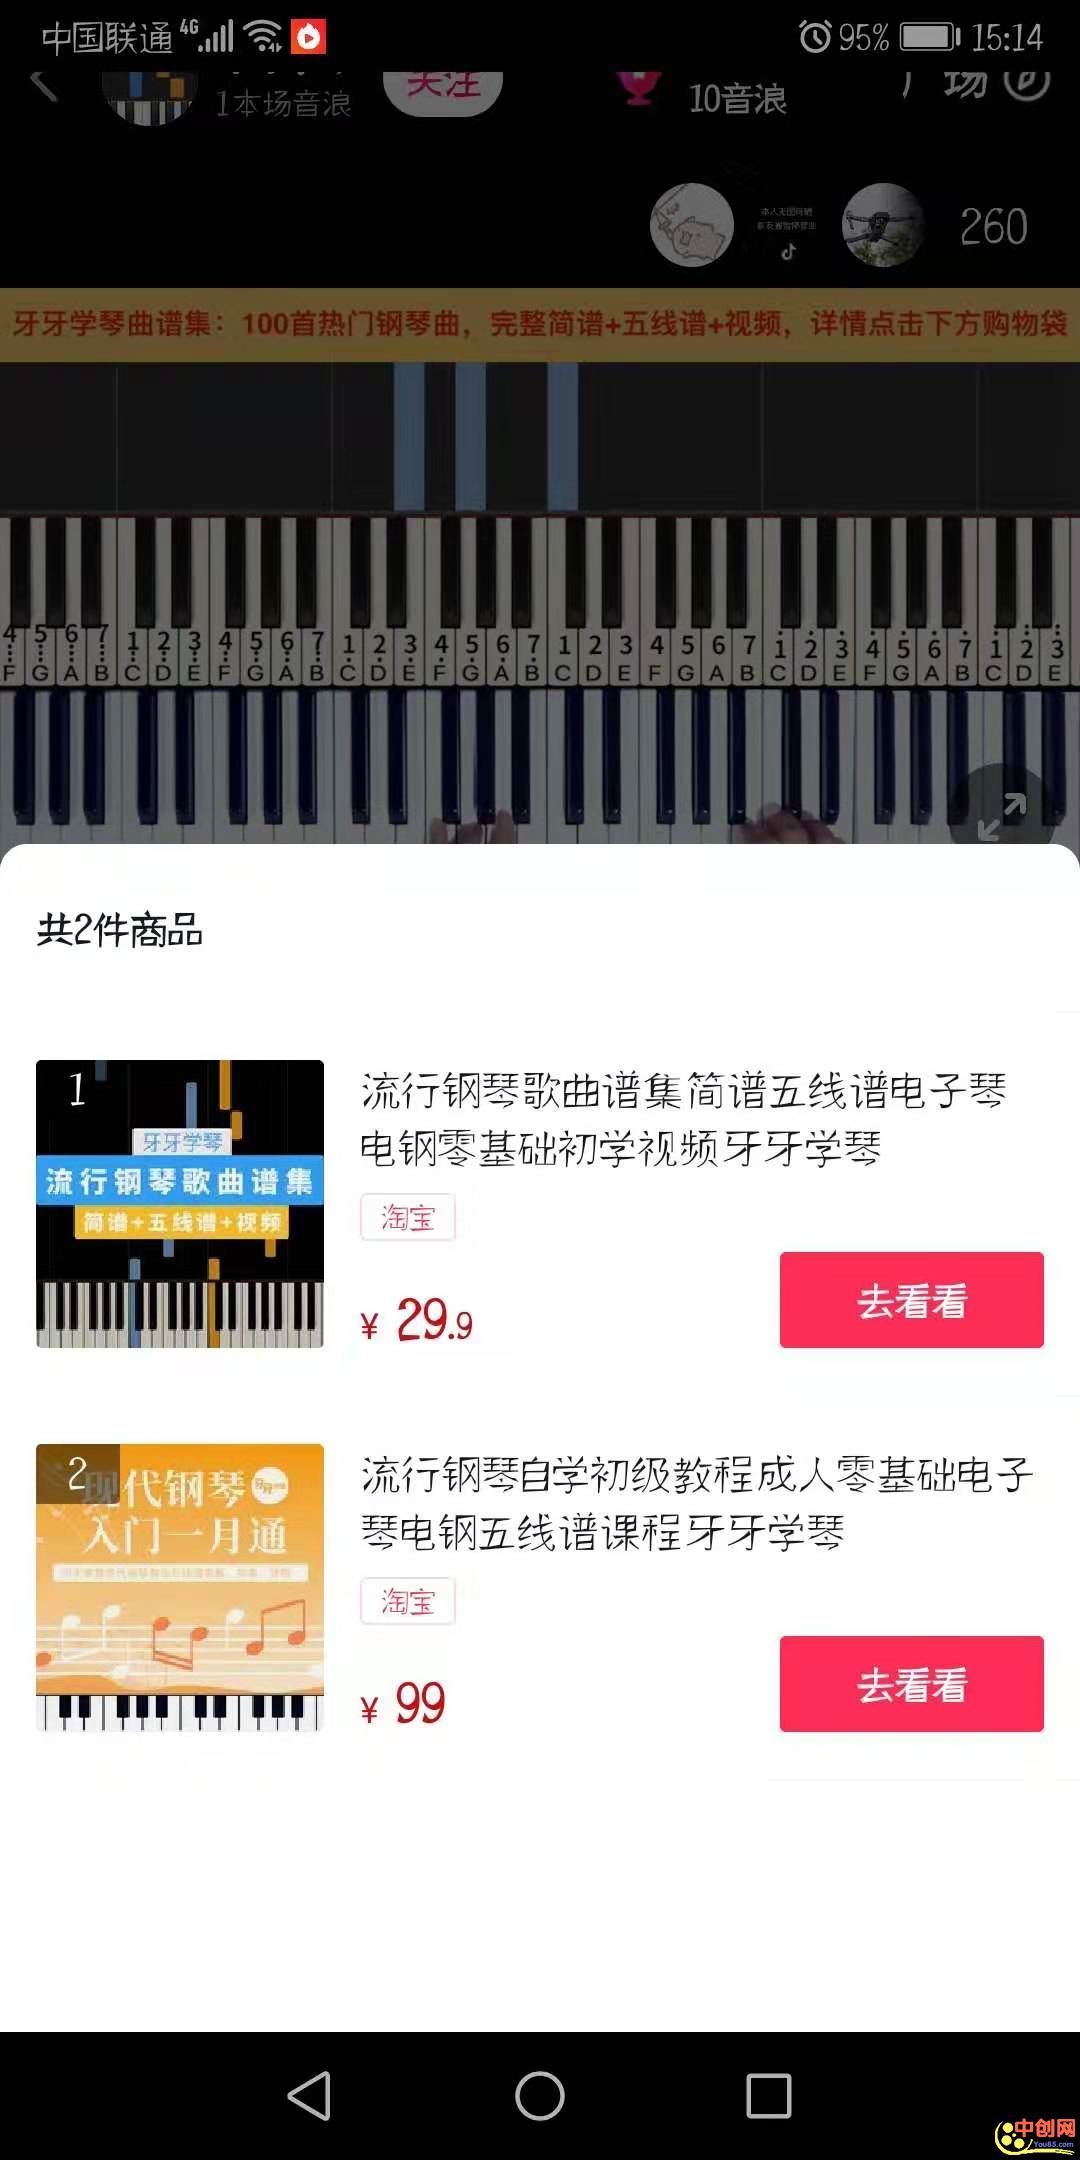 中国联通 4G 95% 15:14
1本场音浪 关注 10音浪 广场
260
牙牙学琴曲谱集：100首热门钢琴曲，完整简谱+五线谱+视频，详情点击下方购物袋
4 5 6 7 1 2 3 4 5 6 7 1 2 3 4 5 6 7 1 2 3 4 5 6 7 1 2 3 4 5 6 7 1 2 3
F G A B C D E F G A B C D E F G A B C D E F G A B C D E F G A B C D E
共2件商品
1
牙牙学琴
流行钢琴歌曲谱集
简谱+五线谱+视频
流行钢琴歌曲谱集简谱五线谱电子琴
电钢零基础初学视频牙牙学琴
淘宝
¥ 29.9
去看看
2
现代钢琴
入门一月通
流行钢琴自学初级教程成人零基础电子
琴电钢五线谱课程牙牙学琴
淘宝
¥ 99
去看看
中创网
You85.com